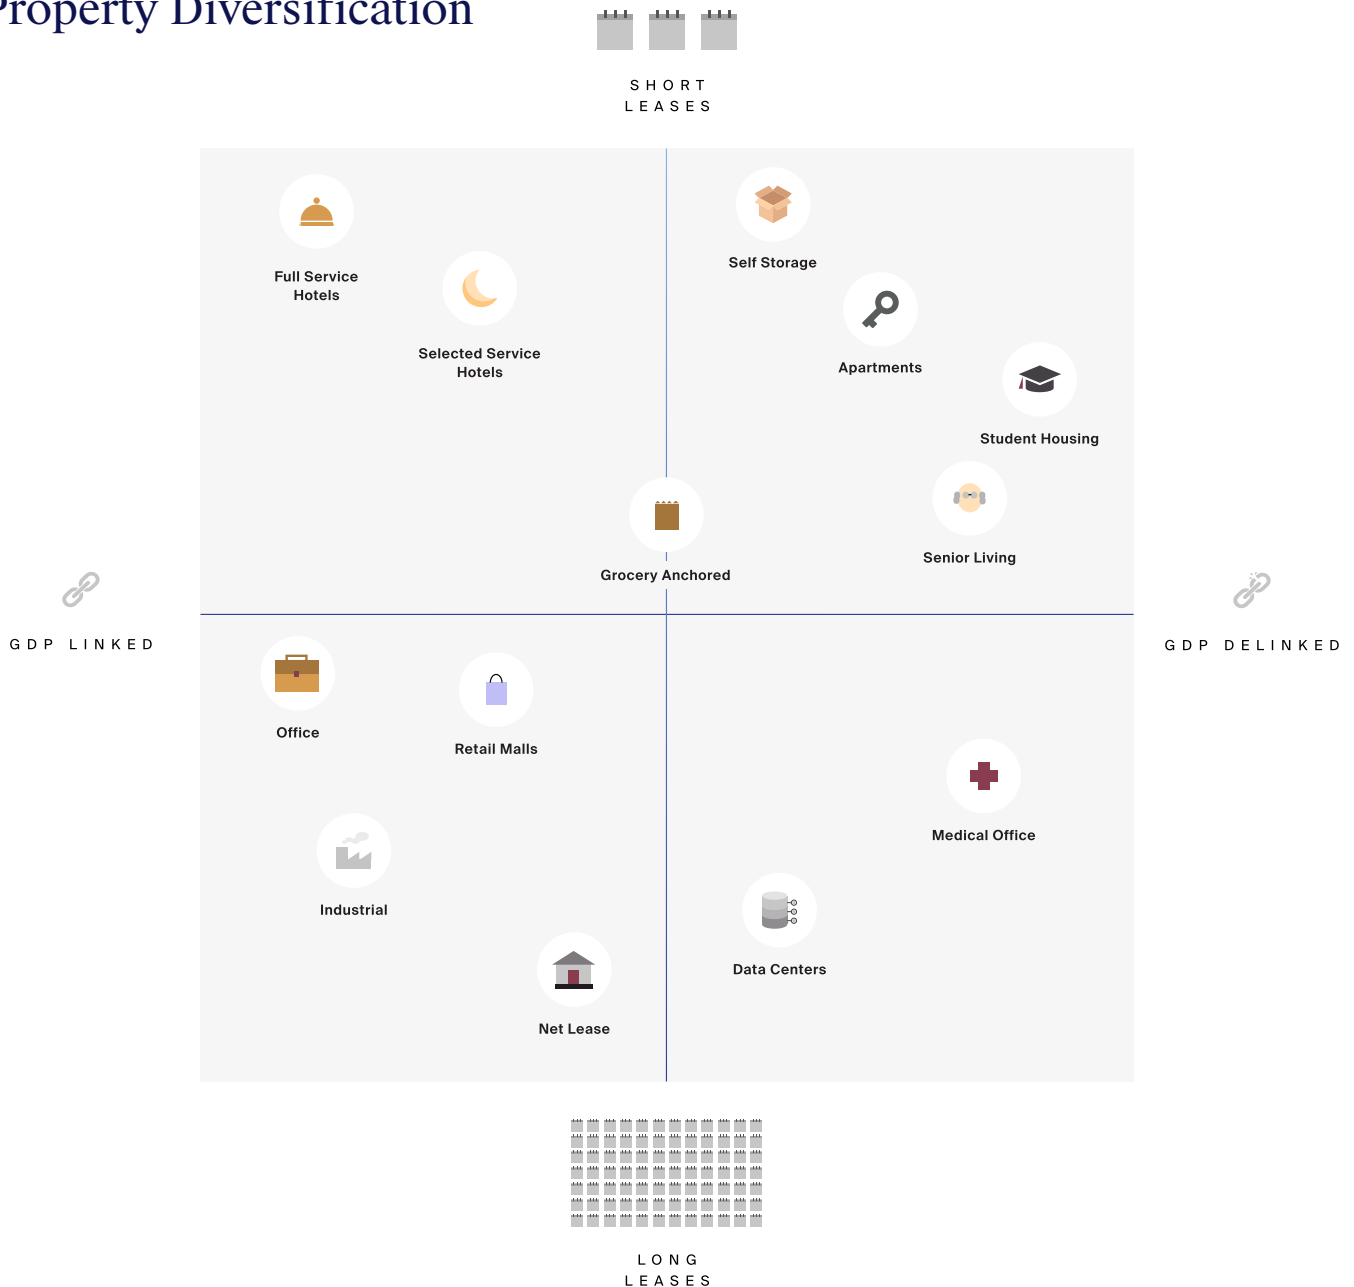 Property Diversification
SHORT
LEASES
Full Service
Hotels
Selected Service
Hotels
Self Storage
Apartments
Student Housing
Senior Living
Grocery Anchored
GDP LINKED
GDP DELINKED
Office
Retail Malls
Medical Office
Industrial
Data Centers
Net Lease
LONG
LEASES